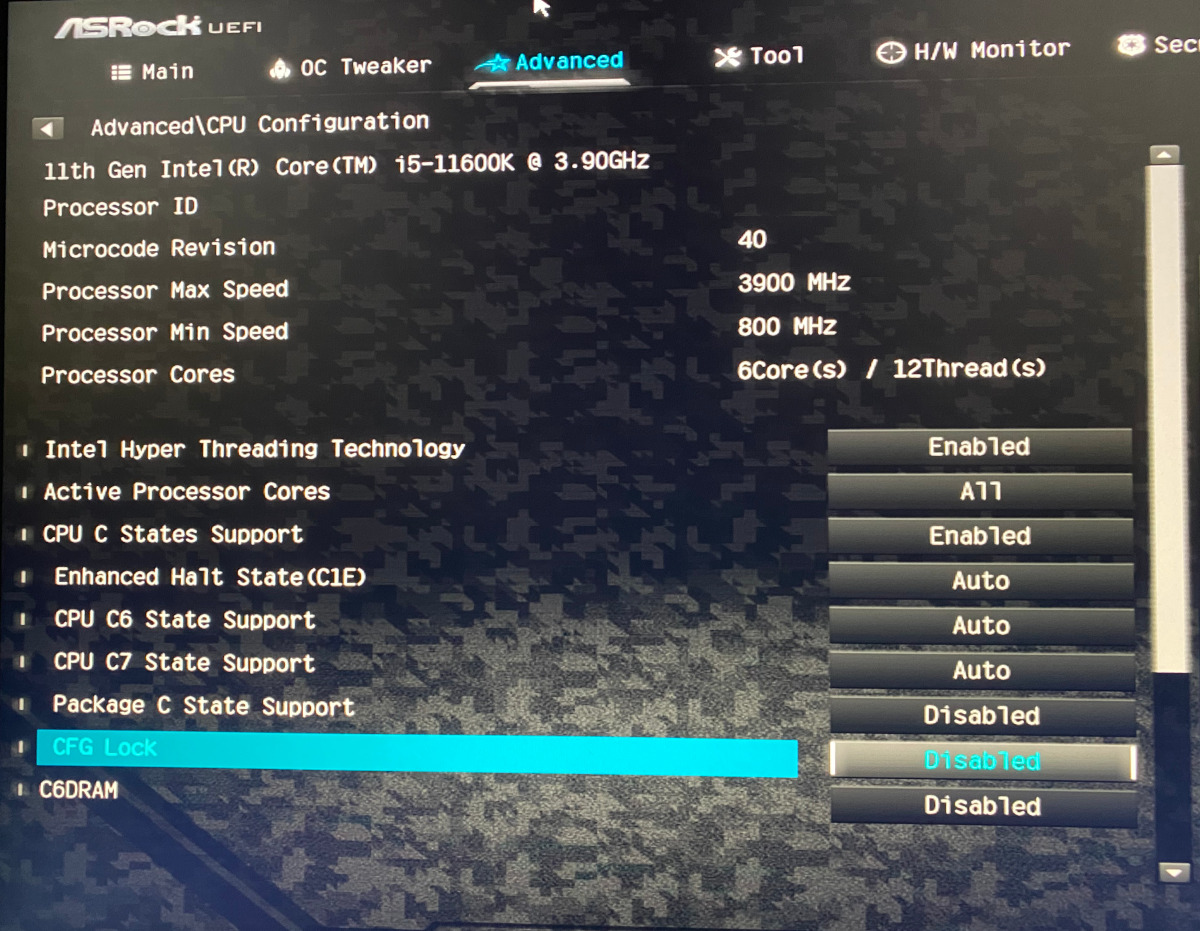 ASRock UEFI
Main OC Tweaker Advanced Tool H/W Monitor
Advanced\CPU Configuration
11th Gen Intel(R) Core(TM) i5-11600K @ 3.90GHz
Processor ID
Microcode Revision 40
Processor Max Speed 3900 MHz
Processor Min Speed 800 MHz
Processor Cores 6Core(s) / 12Thread(s)
Intel Hyper Threading Technology Enabled
Active Processor Cores All
CPU C States Support Enabled
Enhanced Halt State(C1E) Auto
CPU C6 State Support Auto
CPU C7 State Support Auto
Package C State Support Disabled
CFG Lock Disabled
C6DRAM Disabled